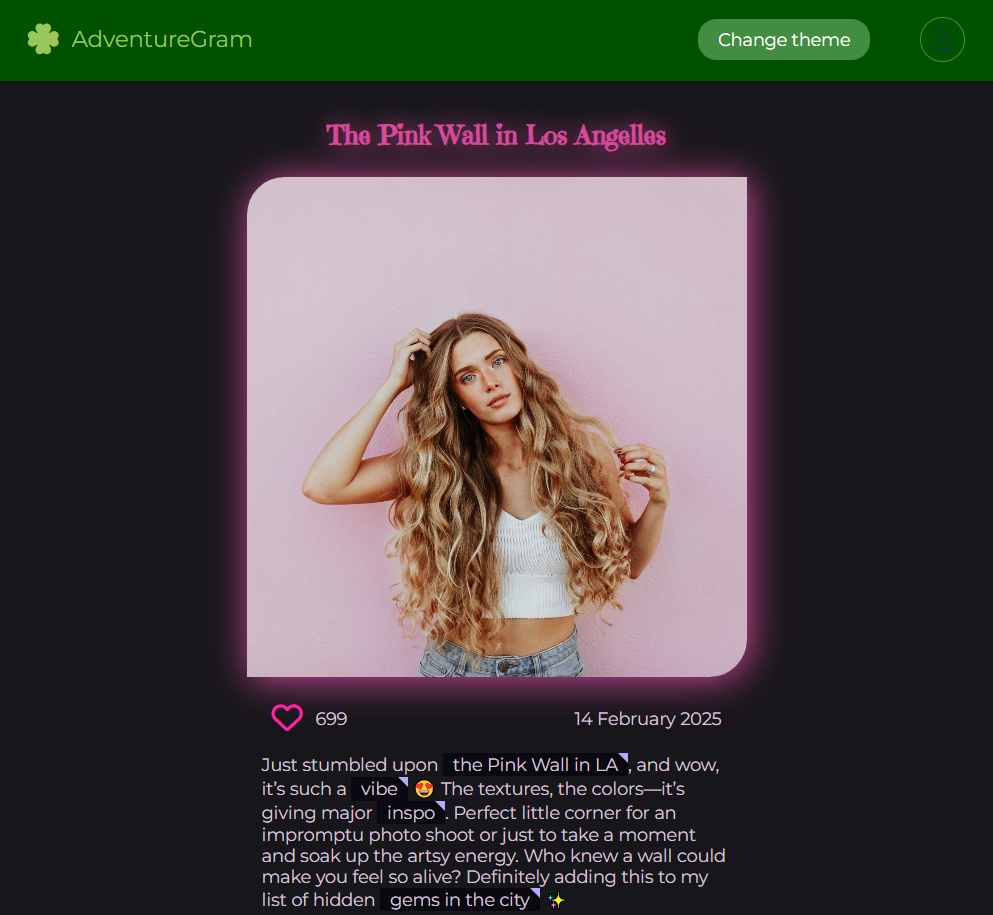 AdventureGram
Change theme
The Pink Wall in Los Angelles
699
14 February 2025
Just stumbled upon the Pink Wall in LA, and wow,
it’s such a vibe 😍 The textures, the colors—it’s
giving major inspo. Perfect little corner for an
impromptu photo shoot or just to take a moment
and soak up the artsy energy. Who knew a wall could
make you feel so alive? Definitely adding this to my
list of hidden gems in the city ✨